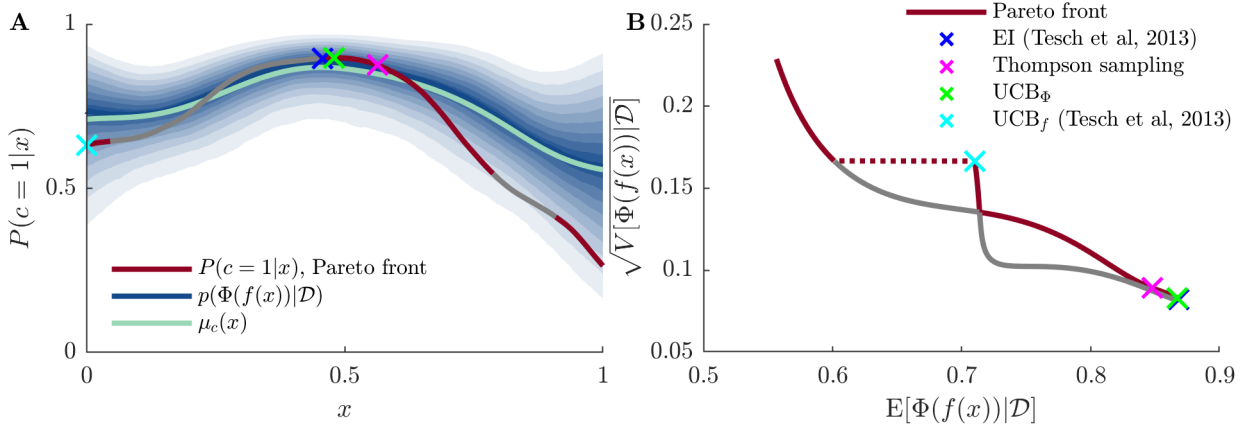 A
1
0.5
0
P(c = 1|x)
P(c = 1|x), Pareto front
p(Φ(f(x))|𝒟)
μ_c(x)
0
0.5
1
x
B
Pareto front
EI (Tesch et al, 2013)
Thompson sampling
UCB_Φ
UCB_f (Tesch et al, 2013)
0.25
0.2
0.15
0.1
0.05
√V[Φ(f(x))|𝒟]
0.5
0.6
0.7
0.8
0.9
E[Φ(f(x))|𝒟]